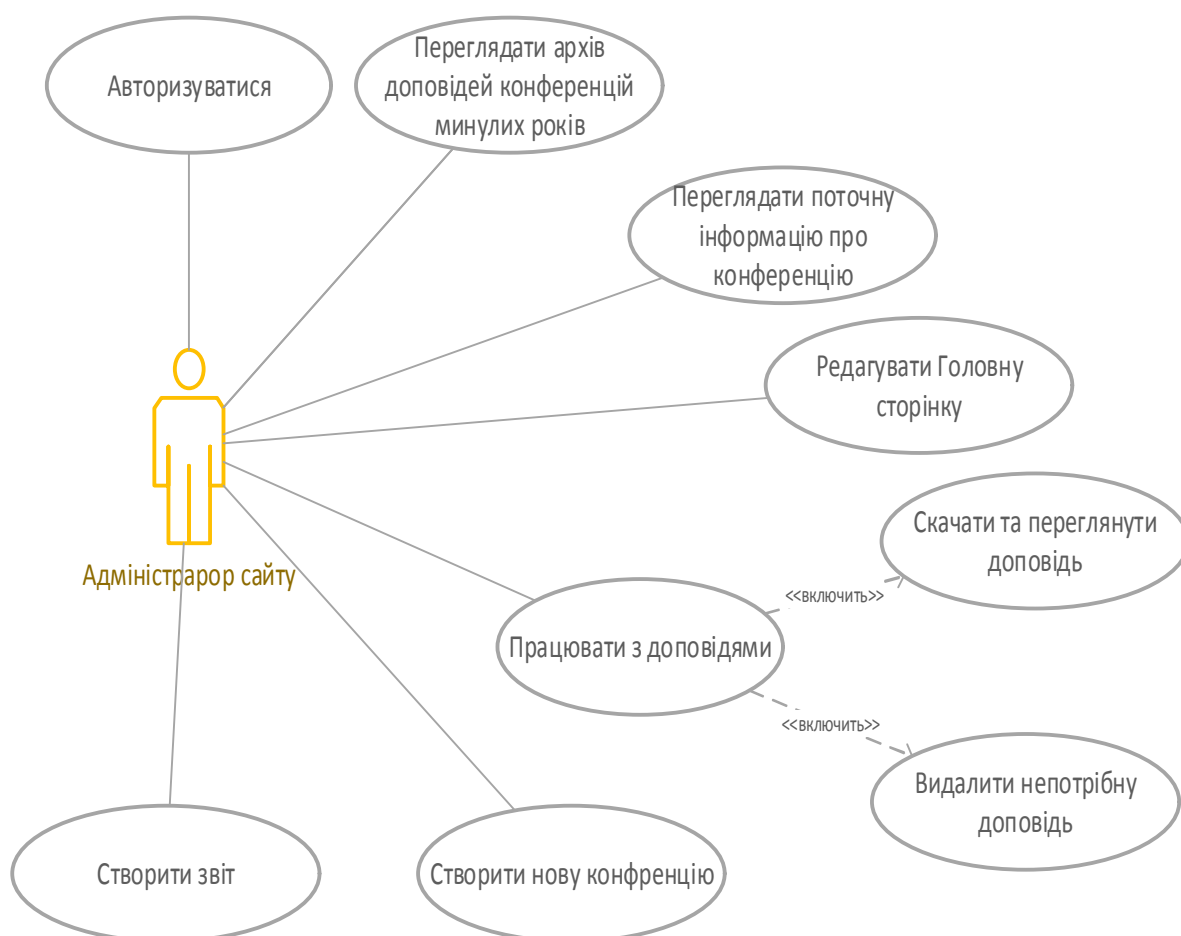 Авторизуватися
Переглядати архів
доповідей конференцій
минулих років
Переглядати поточну
інформацію про
конференцію
Редагувати Головну
сторінку
Скачати та переглянути
доповідь
Адміністрарор сайту
<<включить>>
Працювати з доповідями
<<включить>>
Видалити непотрібну
доповідь
Створити звіт
Створити нову конфренцію